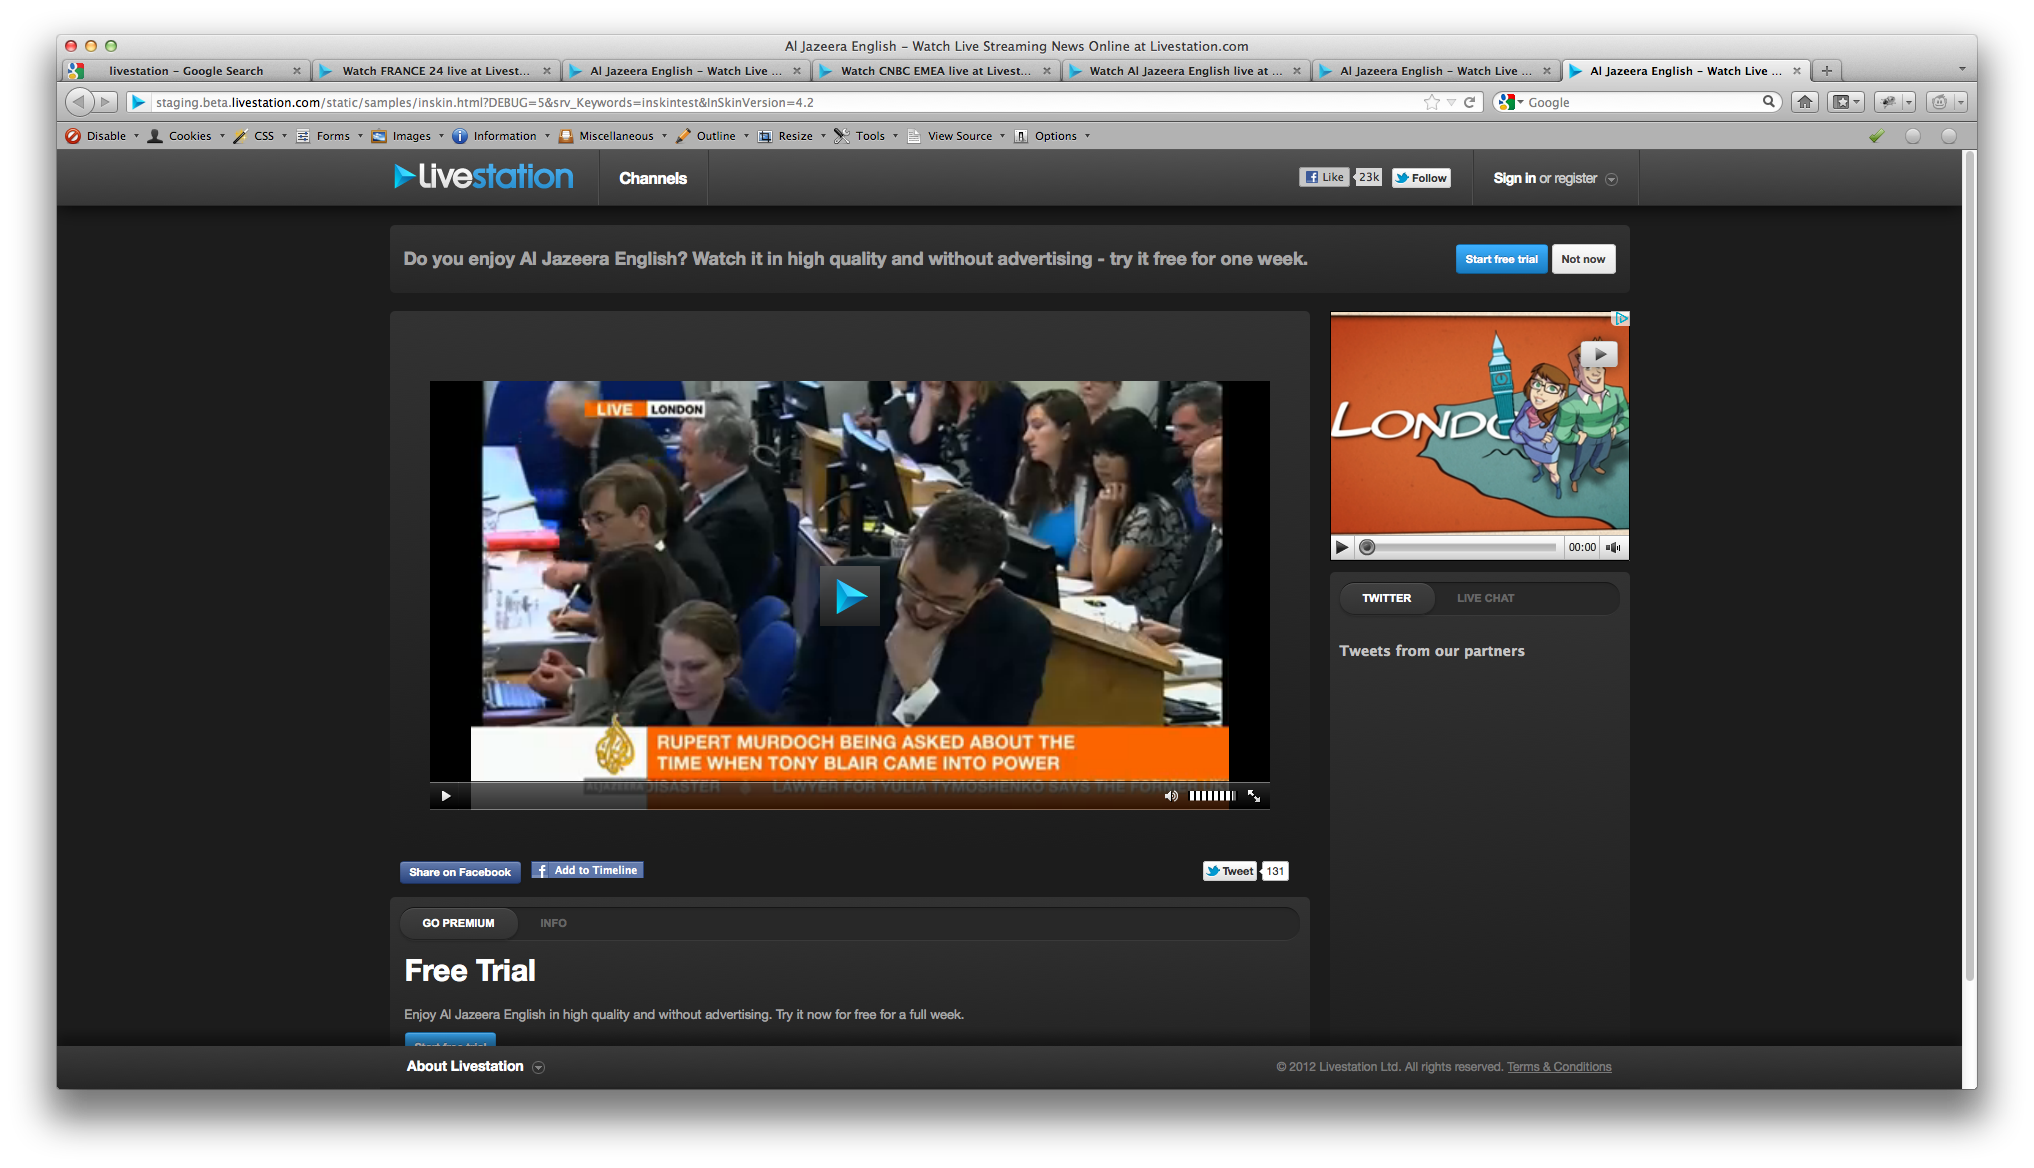 Al Jazeera English – Watch Live Streaming News Online at Livestation.com
livestation – Google Search
Watch FRANCE 24 live at Livest...
Al Jazeera English – Watch Live ...
Watch CNBC EMEA live at Livest...
Watch Al Jazeera English live at ...
Al Jazeera English – Watch Live ...
Al Jazeera English – Watch Live ...
staging.beta.livestation.com/static/samples/inskin.html?DEBUG=5&srv_Keywords=inskintest&InSkinVersion=4.2
Google
Disable Cookies CSS Forms Images Information Miscellaneous Outline Resize Tools View Source Options
Livestation
Channels
Like 23k
Follow
Sign in or register
Do you enjoy Al Jazeera English? Watch it in high quality and without advertising - try it free for one week.
Start free trial
Not now
LIVE LONDON
RUPERT MURDOCH BEING ASKED ABOUT THE
TIME WHEN TONY BLAIR CAME INTO POWER
ALJAZEERA DISASTER LAWYER FOR YULIA TYMOSHENKO SAYS THE FORMER
LONDO
00:00
TWITTER
LIVE CHAT
Tweets from our partners
Share on Facebook
Add to Timeline
Tweet 131
GO PREMIUM
INFO
Free Trial
Enjoy Al Jazeera English in high quality and without advertising. Try it now for free for a full week.
Start free trial
About Livestation
© 2012 Livestation Ltd. All rights reserved. Terms & Conditions